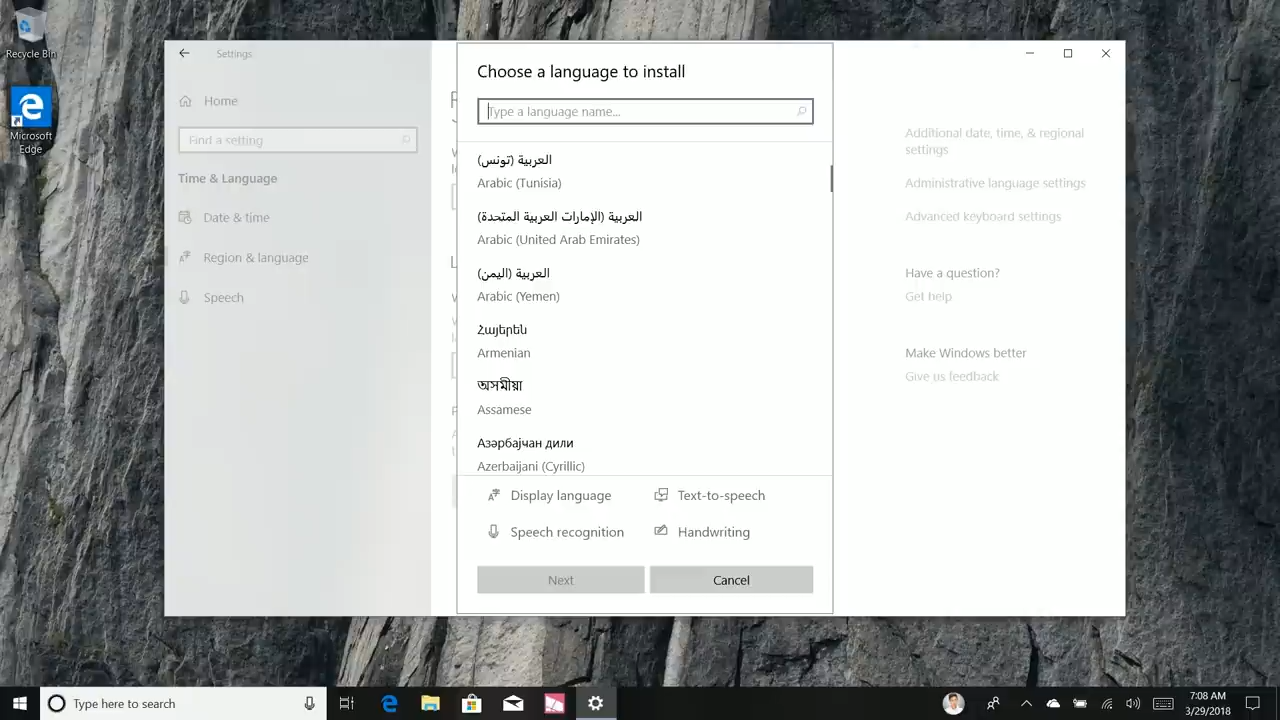 Recycle Bin
Microsoft
Edge
Settings
Home
Find a setting
Time & Language
Date & time
Region & language
Speech
Choose a language to install
Type a language name...
العربية (تونس)
Arabic (Tunisia)
العربية (الإمارات العربية المتحدة)
Arabic (United Arab Emirates)
العربية (اليمن)
Arabic (Yemen)
Հայերեն
Armenian
অসমীয়া
Assamese
Азәрбајҹан дили
Azerbaijani (Cyrillic)
Display language
Text-to-speech
Speech recognition
Handwriting
Next
Cancel
Additional date, time, & regional
settings
Administrative language settings
Advanced keyboard settings
Have a question?
Get help
Make Windows better
Give us feedback
Type here to search
7:08 AM
3/29/2018